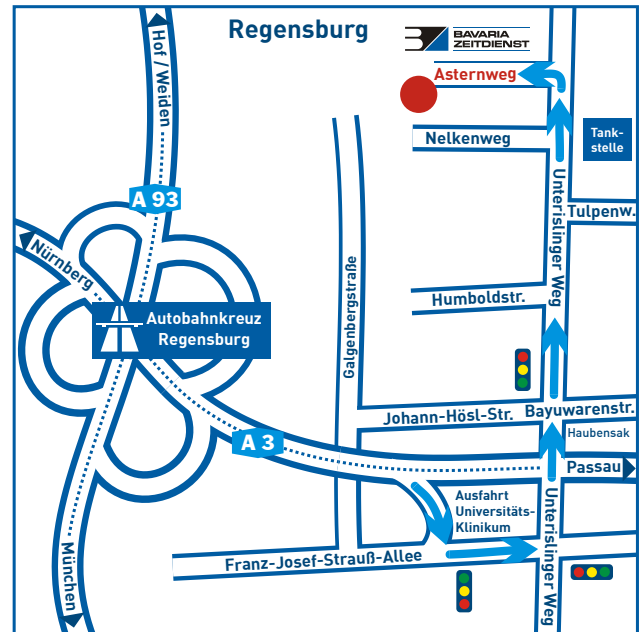 Regensburg
BAVARIA
ZEITDIENST
Hof / Weiden
Asternweg
Nelkenweg
Tank-
stelle
A 93
Unterislinger Weg
Tulpenw.
Nürnberg
Galgenbergstraße
Humboldstr.
Autobahnkreuz
Regensburg
Johann-Hösl-Str.
Bayuwarenstr.
Haubensak
A 3
Passau
Ausfahrt
Universitäts-
Klinikum
Unterislinger Weg
Franz-Josef-Strauß-Allee
München